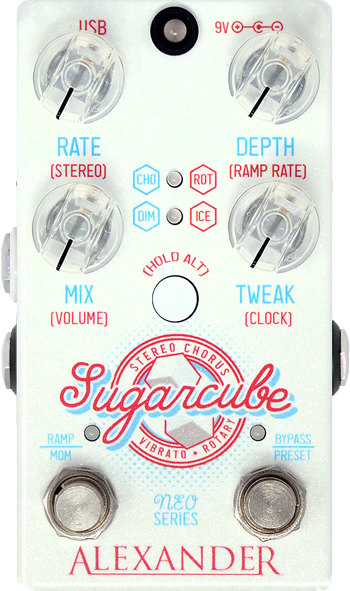 USB 9V
RATE DEPTH
(STEREO) (RAMP RATE)
CHO ROT
DIM ICE
(HOLD ALT)
MIX TWEAK
(VOLUME) (CLOCK)
STEREO CHORUS
Sugarcube
VIBRATO • ROTARY
RAMP BYPASS
MOM PRESET
NEO
SERIES
ALEXANDER